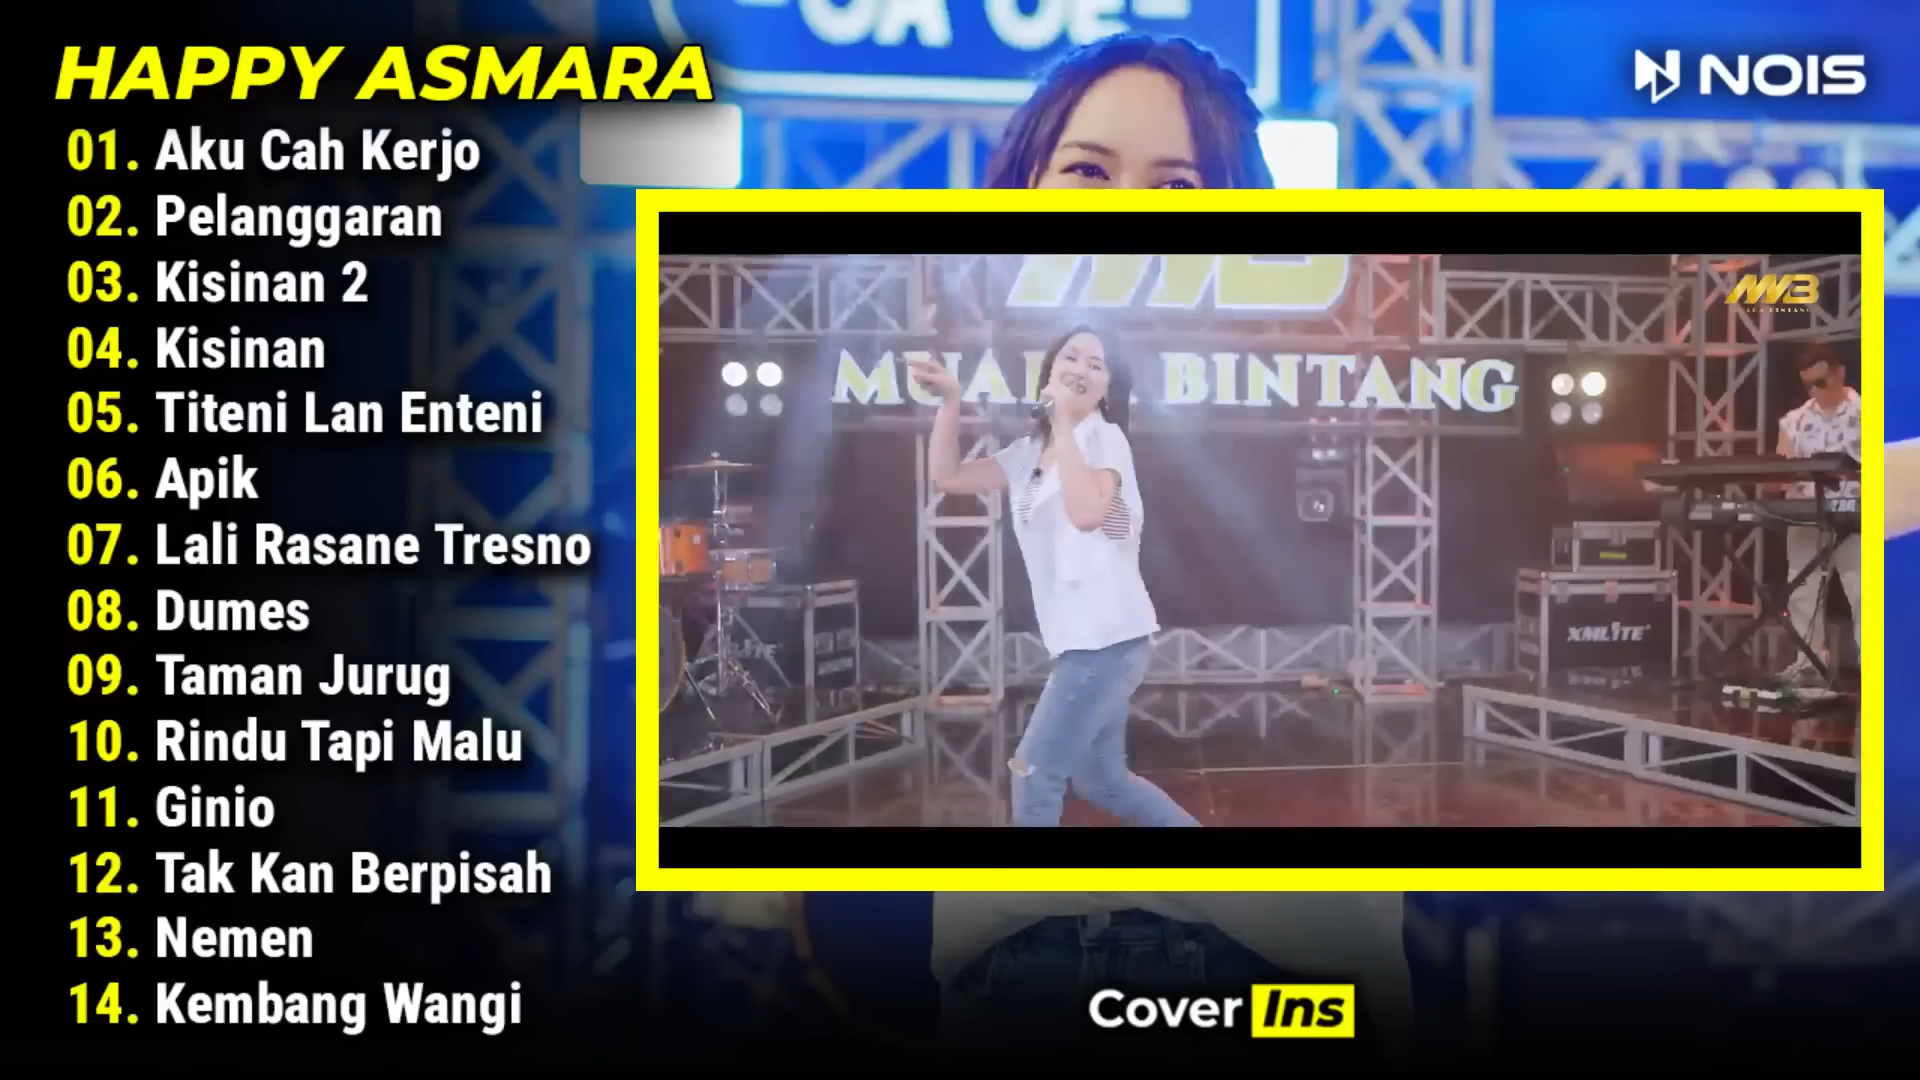 HAPPY ASMARA
01. Aku Cah Kerjo
02. Pelanggaran
03. Kisinan 2
04. Kisinan
05. Titeni Lan Enteni
06. Apik
07. Lali Rasane Tresno
08. Dumes
09. Taman Jurug
10. Rindu Tapi Malu
11. Ginio
12. Tak Kan Berpisah
13. Nemen
14. Kembang Wangi
NOIS
MB
BINTANG
XMLITE
Cover Ins